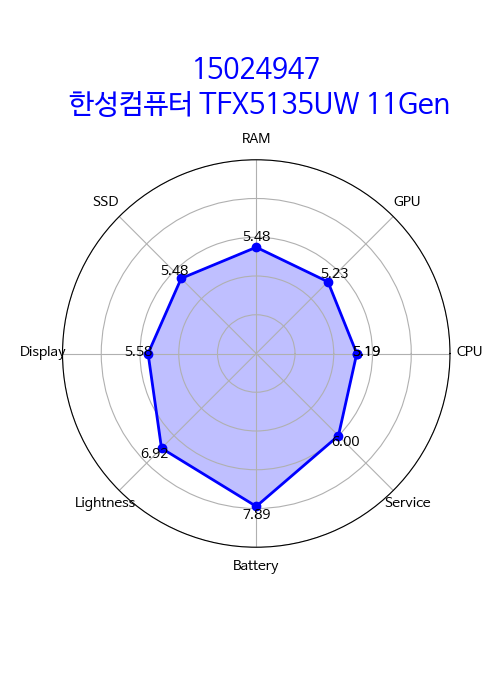 15024947
한성컴퓨터 TFX5135UW 11Gen
RAM
SSD
GPU
5.48
5.48
5.23
Display
5.58
5.19
CPU
6.92
6.00
Lightness
Service
7.89
Battery